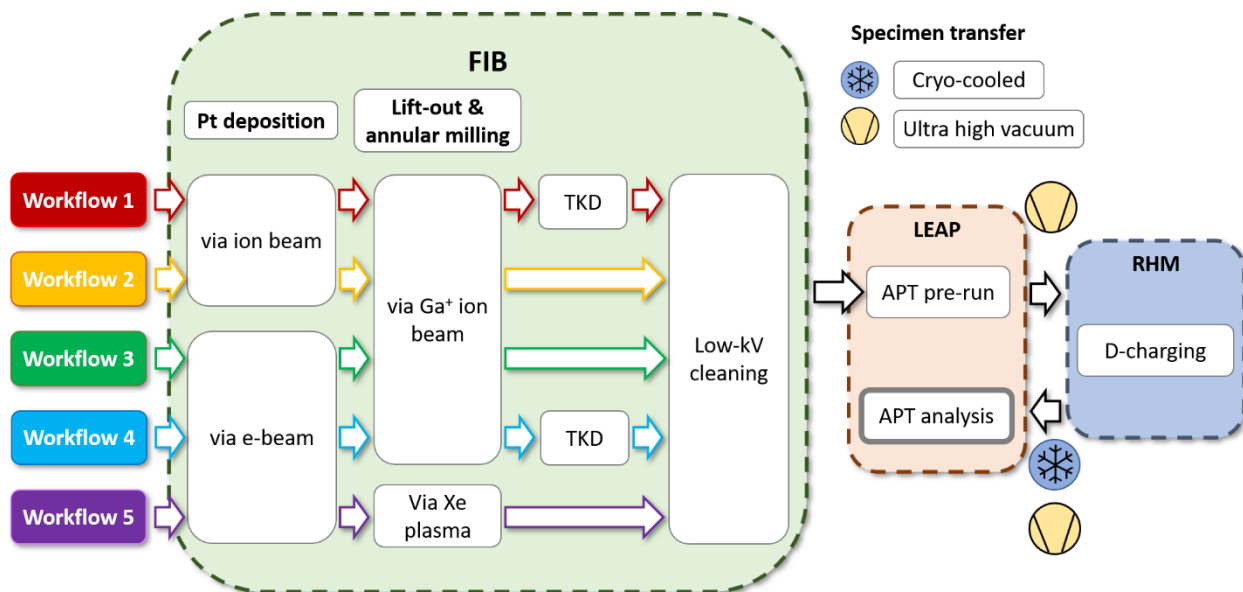 FIB
Pt deposition
Lift-out &
annular milling
Specimen transfer
Cryo-cooled
Ultra high vacuum
Workflow 1
Workflow 2
Workflow 3
Workflow 4
Workflow 5
via ion beam
via e-beam
via Ga⁺ ion
beam
Via Xe
plasma
TKD
TKD
Low-kV
cleaning
LEAP
APT pre-run
APT analysis
RHM
D-charging